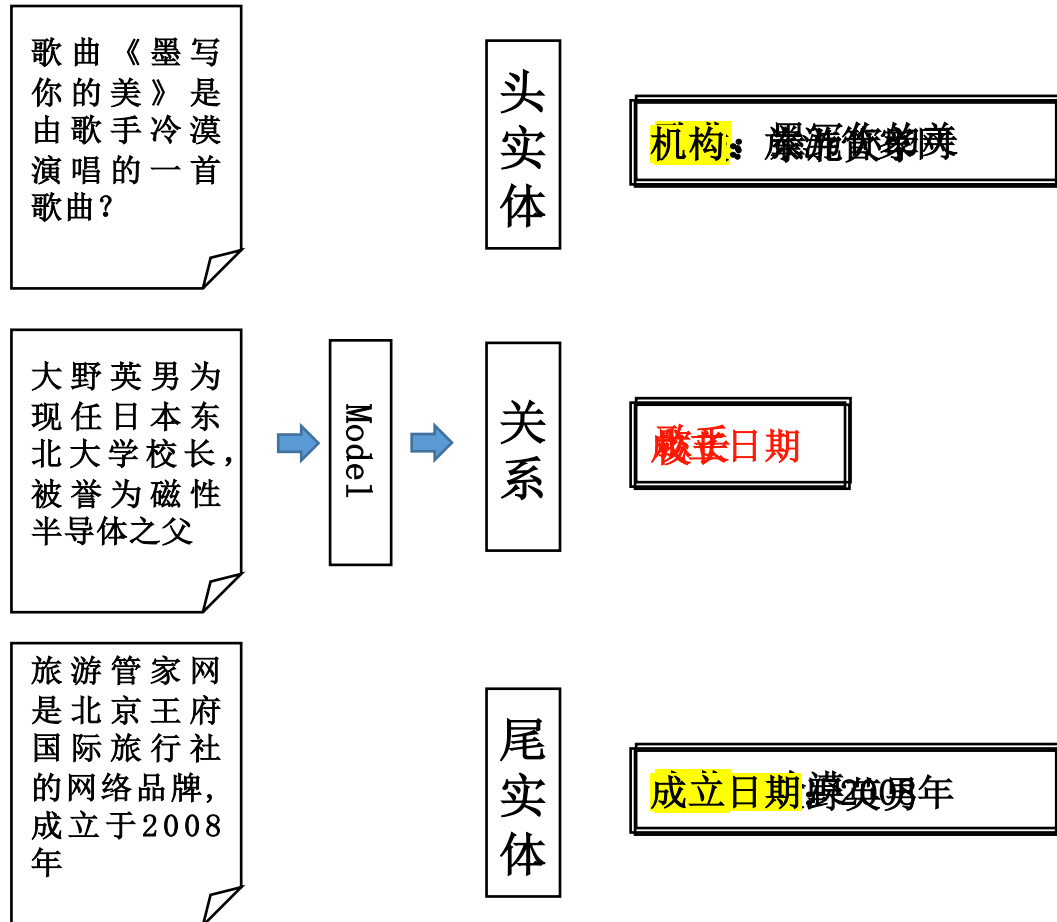 歌曲《墨写
你的美》是
由歌手冷漠
演唱的一首
歌曲？
头实体
机构：
大野英男为
现任日本东
北大学校长，
被誉为磁性
半导体之父
Model
关系
日期
旅游管家网
是北京王府
国际旅行社
的网络品牌,
成立于2008
年
尾实体
成立日期
年